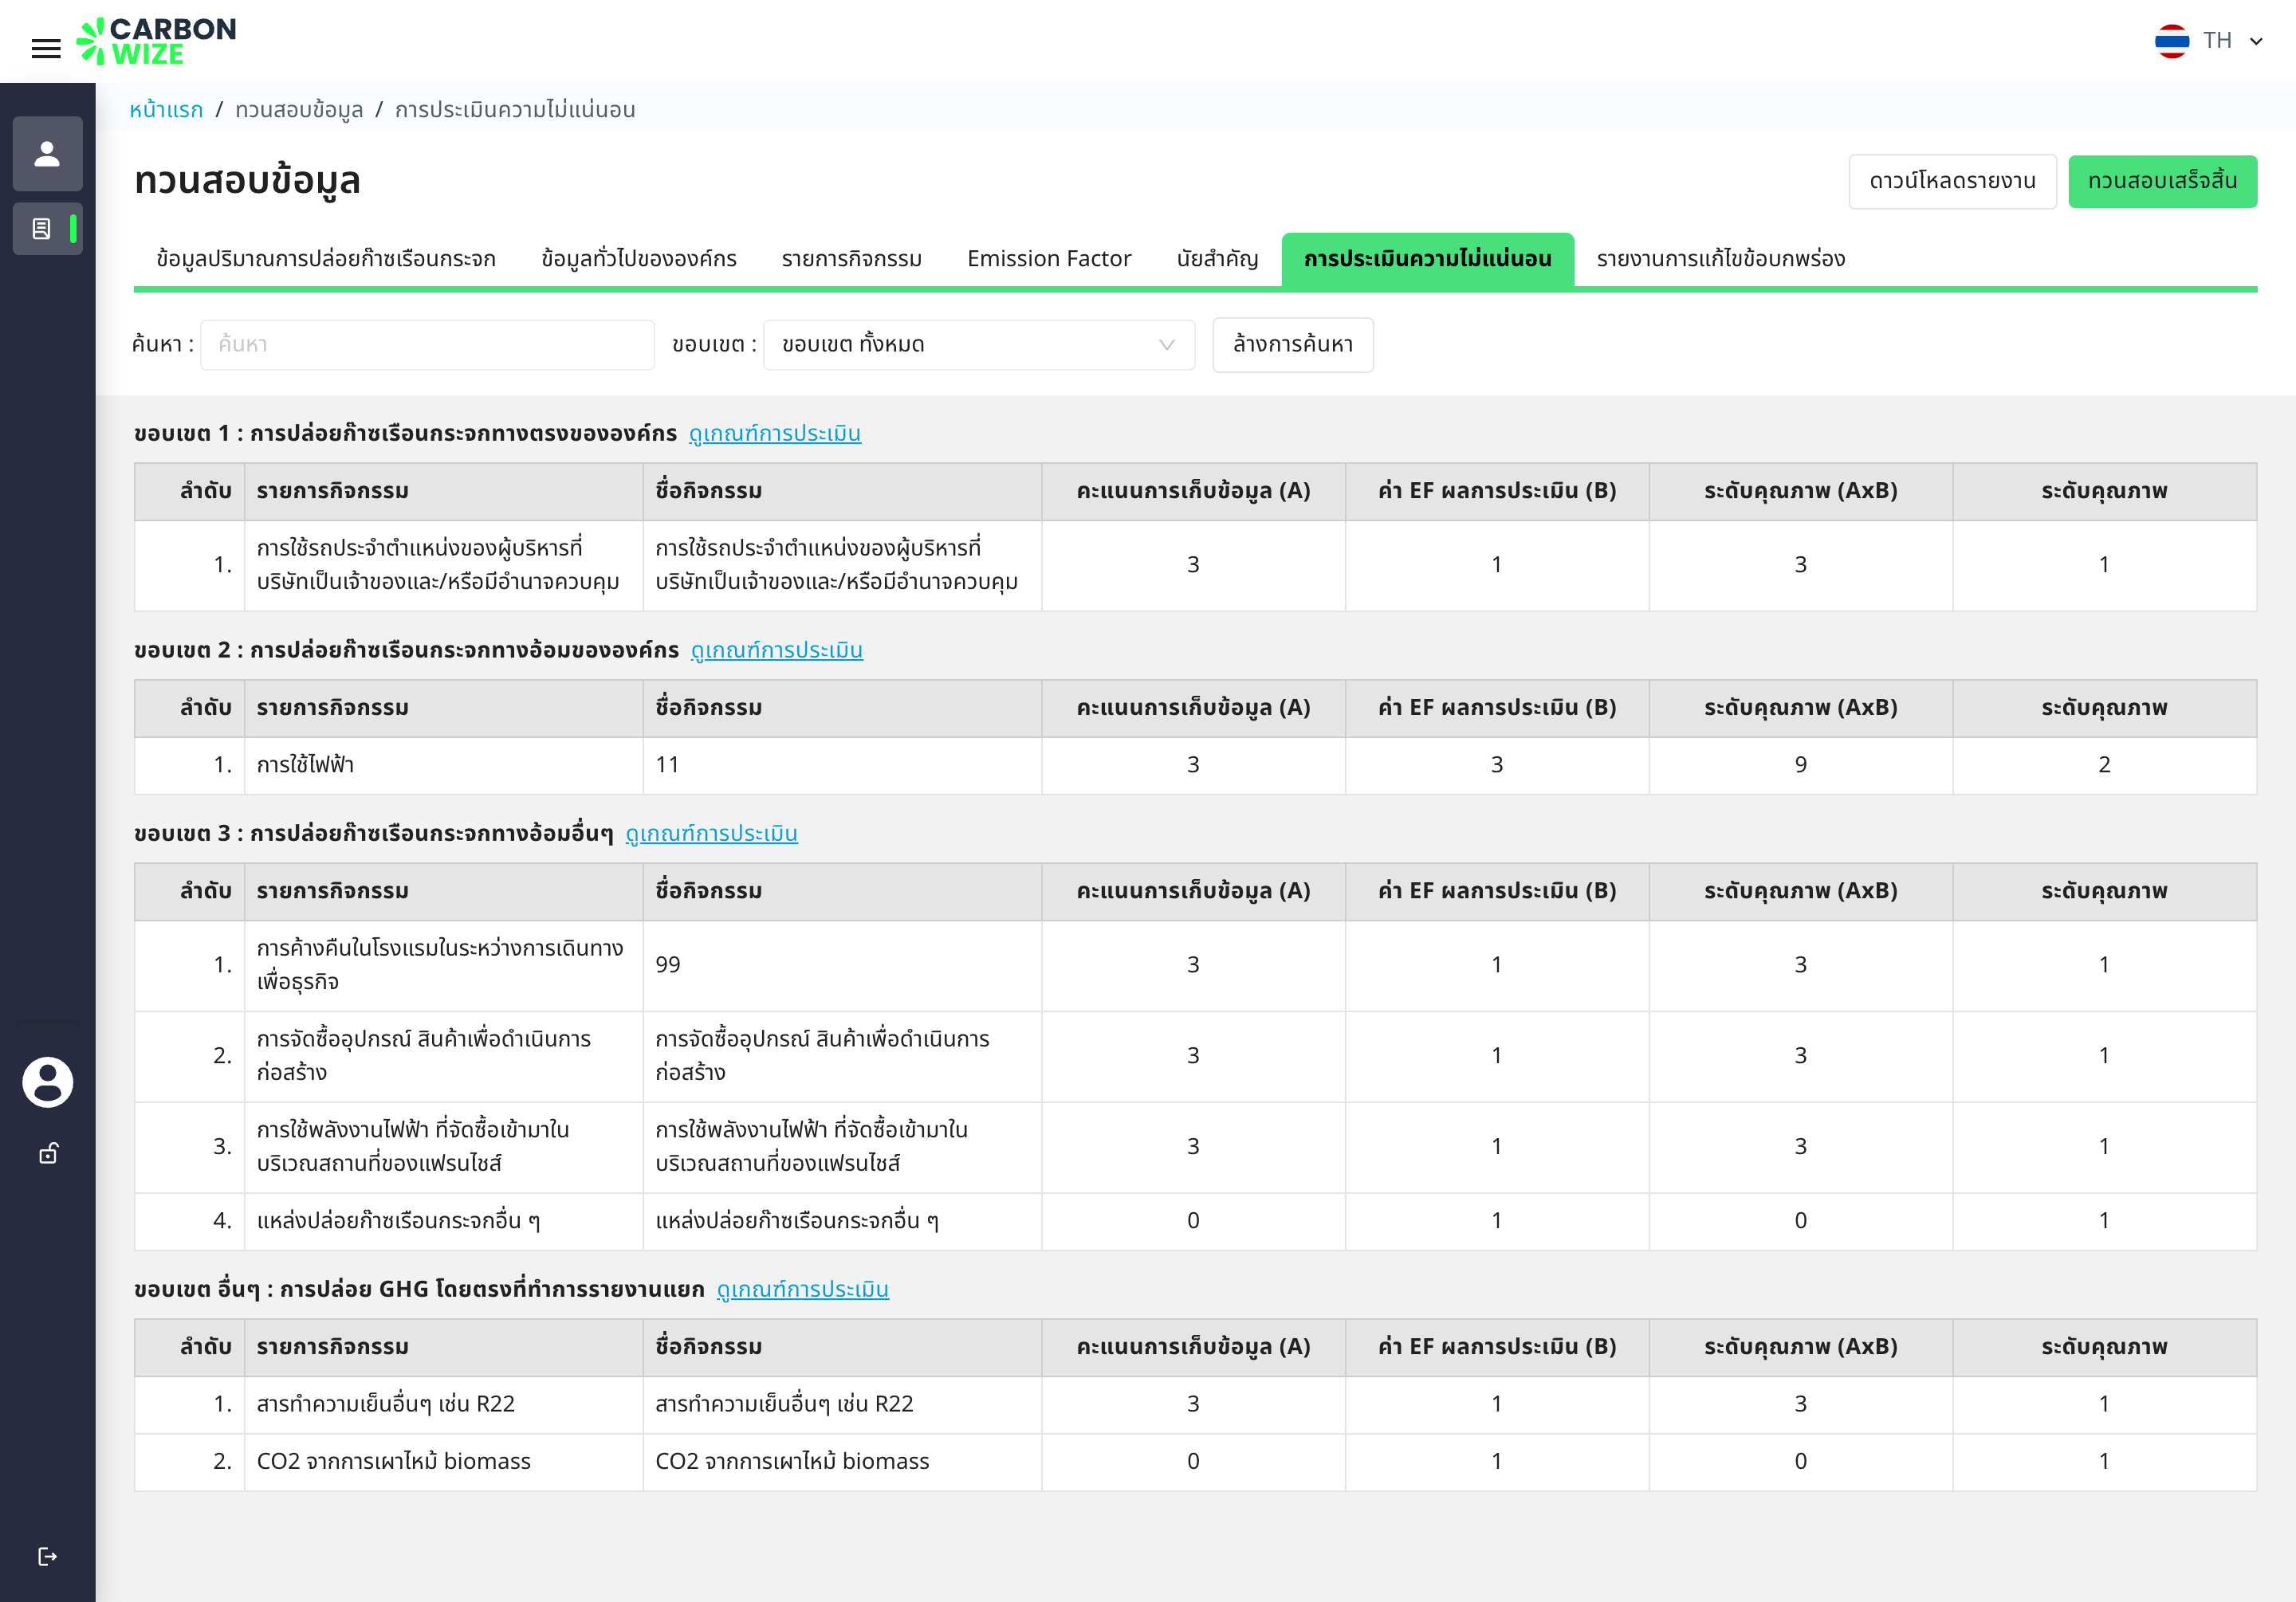 CARBON
WIZE
TH
หน้าแรก / ทวนสอบข้อมูล / การประเมินความไม่แน่นอน
ทวนสอบข้อมูล
ดาวน์โหลดรายงาน
ทวนสอบเสร็จสิ้น
ข้อมูลปริมาณการปล่อยก๊าซเรือนกระจก ข้อมูลทั่วไปขององค์กร รายการกิจกรรม Emission Factor นัยสำคัญ การประเมินความไม่แน่นอน รายงานการแก้ไขข้อบกพร่อง
ค้นหา : ค้นหา ขอบเขต : ขอบเขต ทั้งหมด ล้างการค้นหา
ขอบเขต 1 : การปล่อยก๊าซเรือนกระจกทางตรงขององค์กร ดูเกณฑ์การประเมิน
ลำดับ รายการกิจกรรม ชื่อกิจกรรม คะแนนการเก็บข้อมูล (A) ค่า EF ผลการประเมิน (B) ระดับคุณภาพ (AxB) ระดับคุณภาพ
1. การใช้รถประจำตำแหน่งของผู้บริหารที่ การใช้รถประจำตำแหน่งของผู้บริหารที่ 3 1 3 1
บริษัทเป็นเจ้าของและ/หรือมีอำนาจควบคุม บริษัทเป็นเจ้าของและ/หรือมีอำนาจควบคุม
ขอบเขต 2 : การปล่อยก๊าซเรือนกระจกทางอ้อมขององค์กร ดูเกณฑ์การประเมิน
ลำดับ รายการกิจกรรม ชื่อกิจกรรม คะแนนการเก็บข้อมูล (A) ค่า EF ผลการประเมิน (B) ระดับคุณภาพ (AxB) ระดับคุณภาพ
1. การใช้ไฟฟ้า 11 3 3 9 2
ขอบเขต 3 : การปล่อยก๊าซเรือนกระจกทางอ้อมอื่นๆ ดูเกณฑ์การประเมิน
ลำดับ รายการกิจกรรม ชื่อกิจกรรม คะแนนการเก็บข้อมูล (A) ค่า EF ผลการประเมิน (B) ระดับคุณภาพ (AxB) ระดับคุณภาพ
1. การค้างคืนในโรงแรมในระหว่างการเดินทาง 99 3 1 3 1
เพื่อธุรกิจ
2. การจัดซื้ออุปกรณ์ สินค้าเพื่อดำเนินการ การจัดซื้ออุปกรณ์ สินค้าเพื่อดำเนินการ 3 1 3 1
ก่อสร้าง ก่อสร้าง
3. การใช้พลังงานไฟฟ้า ที่จัดซื้อเข้ามาใน การใช้พลังงานไฟฟ้า ที่จัดซื้อเข้ามาใน 3 1 3 1
บริเวณสถานที่ของแฟรนไชส์ บริเวณสถานที่ของแฟรนไชส์
4. แหล่งปล่อยก๊าซเรือนกระจกอื่น ๆ แหล่งปล่อยก๊าซเรือนกระจกอื่น ๆ 0 1 0 1
ขอบเขต อื่นๆ : การปล่อย GHG โดยตรงที่ทำการรายงานแยก ดูเกณฑ์การประเมิน
ลำดับ รายการกิจกรรม ชื่อกิจกรรม คะแนนการเก็บข้อมูล (A) ค่า EF ผลการประเมิน (B) ระดับคุณภาพ (AxB) ระดับคุณภาพ
1. สารทำความเย็นอื่นๆ เช่น R22 สารทำความเย็นอื่นๆ เช่น R22 3 1 3 1
2. CO2 จากการเผาไหม้ biomass CO2 จากการเผาไหม้ biomass 0 1 0 1